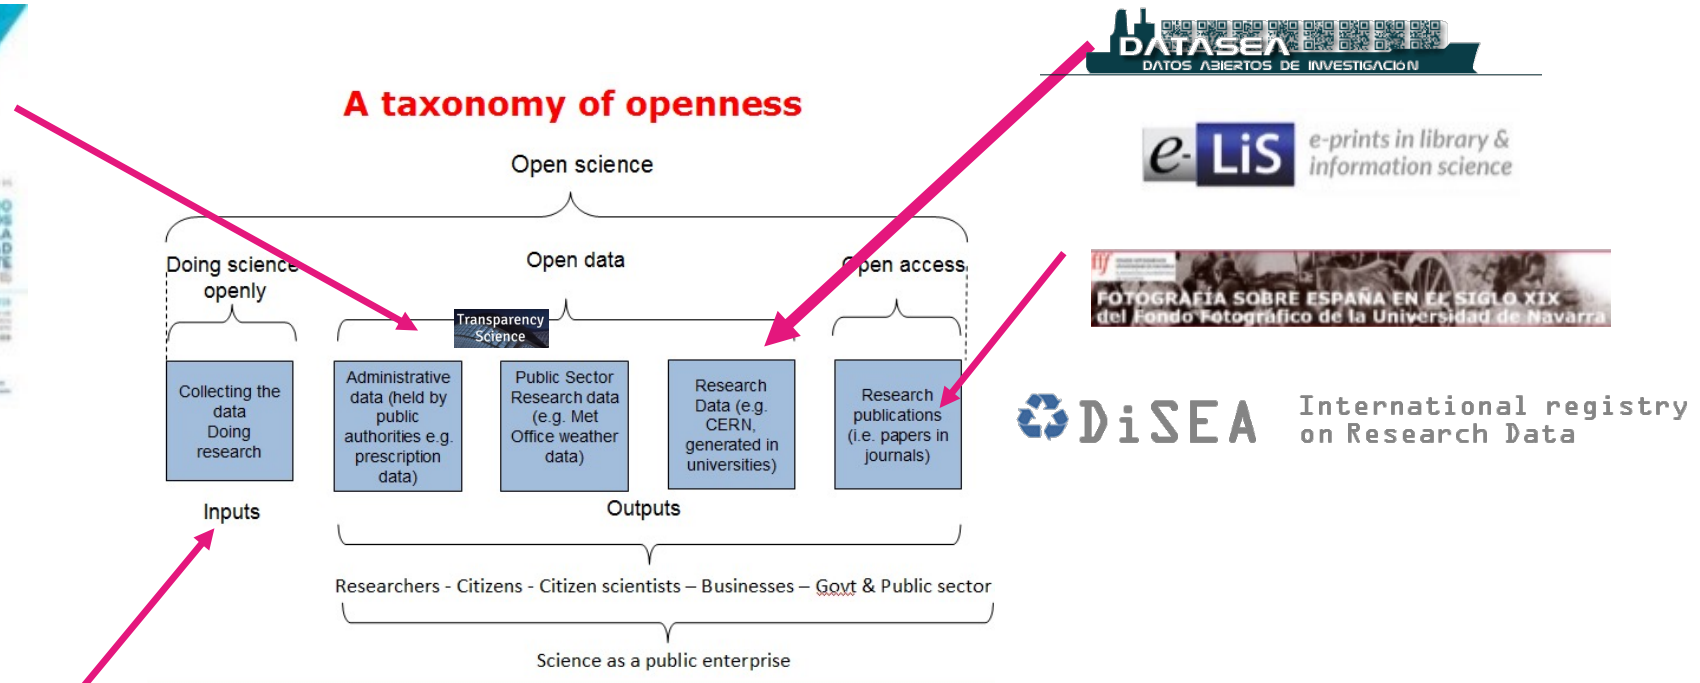 DATASEA
DATOS ABIERTOS DE INVESTIGACIÓN
A taxonomy of openness
e-LiS
e-prints in library &
information science
Open science
Doing science
openly
Open data
Open access
FOTOGRAFÍA SOBRE ESPAÑA EN EL SIGLO XIX
del Fondo Fotográfico de la Universidad de Navarra
Transparency
Science
Collecting the
data
Doing
research
Administrative
data (held by
public
authorities e.g.
prescription
data)
Public Sector
Research data
(e.g. Met
Office weather
data)
Research
Data (e.g.
CERN,
generated in
universities)
Research
publications
(i.e. papers in
journals)
DiSEA
International registry
on Research Data
Inputs
Outputs
Researchers - Citizens - Citizen scientists – Businesses – Govt & Public sector
Science as a public enterprise